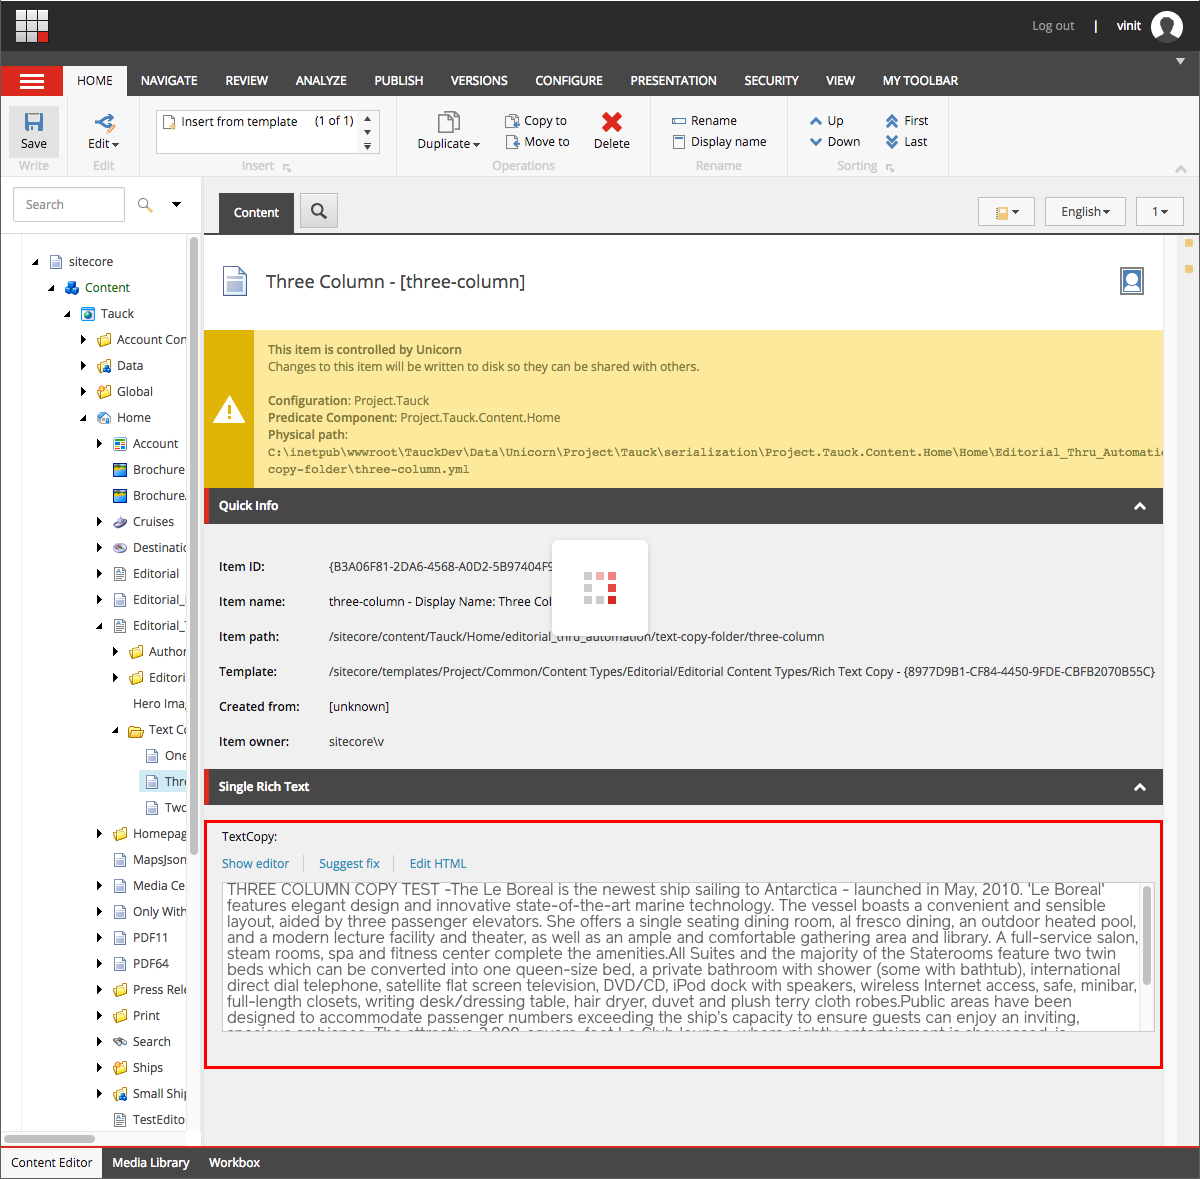 Log out | vinit
HOME NAVIGATE REVIEW ANALYZE PUBLISH VERSIONS CONFIGURE PRESENTATION SECURITY VIEW MY TOOLBAR
Save
Write
Edit
Edit
Insert from template (1 of 1)
Insert
Duplicate
Copy to
Move to
Delete
Operations
Rename
Display name
Rename
Up
Down
First
Last
Sorting
Search
Content
English
1
sitecore
Content
Tauck
Account Con
Data
Global
Home
Account
Brochure
Brochure
Cruises
Destinatio
Editorial
Editorial_
Editorial_
Author
Editori
Hero Ima
Text Co
One
Thre
Two
Homepag
MapsJson
Media Ce
Only With
PDF11
PDF64
Press Rele
Print
Search
Ships
Small Ship
TestEdito
Three Column - [three-column]
This item is controlled by Unicorn
Changes to this item will be written to disk so they can be shared with others.
Configuration: Project.Tauck
Predicate Component: Project.Tauck.Content.Home
Physical path:
C:\inetpub\wwwroot\TauckDev\Data\Unicorn\Project\Tauck\serialization\Project.Tauck.Content.Home\Home\Editorial_Thru_Automatio
copy-folder\three-column.yml
Quick Info
Item ID: {B3A06F81-2DA6-4568-A0D2-5B97404F9
Item name: three-column - Display Name: Three Col
Item path: /sitecore/content/Tauck/Home/editorial_thru_automation/text-copy-folder/three-column
Template: /sitecore/templates/Project/Common/Content Types/Editorial/Editorial Content Types/Rich Text Copy - {8977D9B1-CF84-4450-9FDE-CBFB2070B55C}
Created from: [unknown]
Item owner: sitecore\v
Single Rich Text
TextCopy:
Show editor Suggest fix Edit HTML
THREE COLUMN COPY TEST -The Le Boreal is the newest ship sailing to Antarctica - launched in May, 2010. 'Le Boreal'
features elegant design and innovative state-of-the-art marine technology. The vessel boasts a convenient and sensible
layout, aided by three passenger elevators. She offers a single seating dining room, al fresco dining, an outdoor heated pool,
and a modern lecture facility and theater, as well as an ample and comfortable gathering area and library. A full-service salon,
steam rooms, spa and fitness center complete the amenities.All Suites and the majority of the Staterooms feature two twin
beds which can be converted into one queen-size bed, a private bathroom with shower (some with bathtub), international
direct dial telephone, satellite flat screen television, DVD/CD, iPod dock with speakers, wireless Internet access, safe, minibar,
full-length closets, writing desk/dressing table, hair dryer, duvet and plush terry cloth robes.Public areas have been
designed to accommodate passenger numbers exceeding the ship's capacity to ensure guests can enjoy an inviting,
spacious ambiance. The attractive 2,000-square-foot Le Club lounge, where nightly entertainment is showcased, is
Content Editor Media Library Workbox